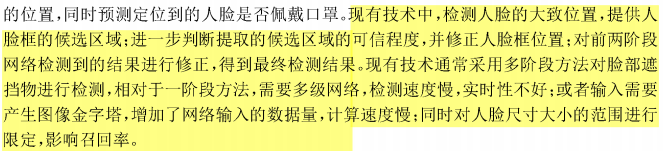 的位置,同时预测定位到的人脸是否佩戴口罩。现有技术中,检测人脸的大致位置,提供人
脸框的候选区域;进一步判断提取的候选区域的可信程度,并修正人脸框位置;对前两阶段
网络检测到的结果进行修正,得到最终检测结果。现有技术通常采用多阶段方法对脸部遮
挡物进行检测,相对于一阶段方法,需要多级网络,检测速度慢,实时性不好;或者输入需要
产生图像金字塔,增加了网络输入的数据量,计算速度慢;同时对人脸尺寸大小的范围进行
限定,影响召回率。